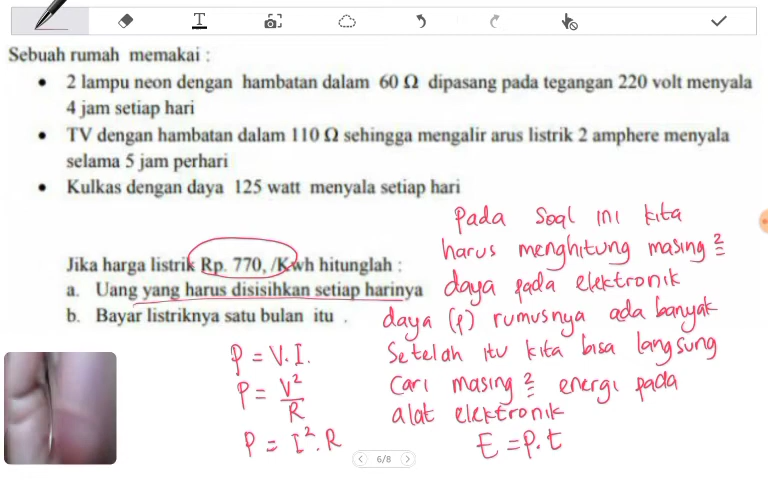 Sebuah rumah memakai :
• 2 lampu neon dengan hambatan dalam 60 Ω dipasang pada tegangan 220 volt menyala
4 jam setiap hari
• TV dengan hambatan dalam 110 Ω sehingga mengalir arus listrik 2 amphere menyala
selama 5 jam perhari
• Kulkas dengan daya 125 watt menyala setiap hari
Jika harga listrik Rp. 770, /Kwh hitunglah :
a. Uang yang harus disisihkan setiap harinya
b. Bayar listriknya satu bulan itu .
Pada Soal ini kita
harus menghitung masing²
daya pada elektronik
daya (p) rumusnya ada banyak
Setelah itu kita bisa langsung
Cari masing² energi pada
alat elektronik
E = P.t
P = V.I.
P = V²/R
P = I².R
6/8